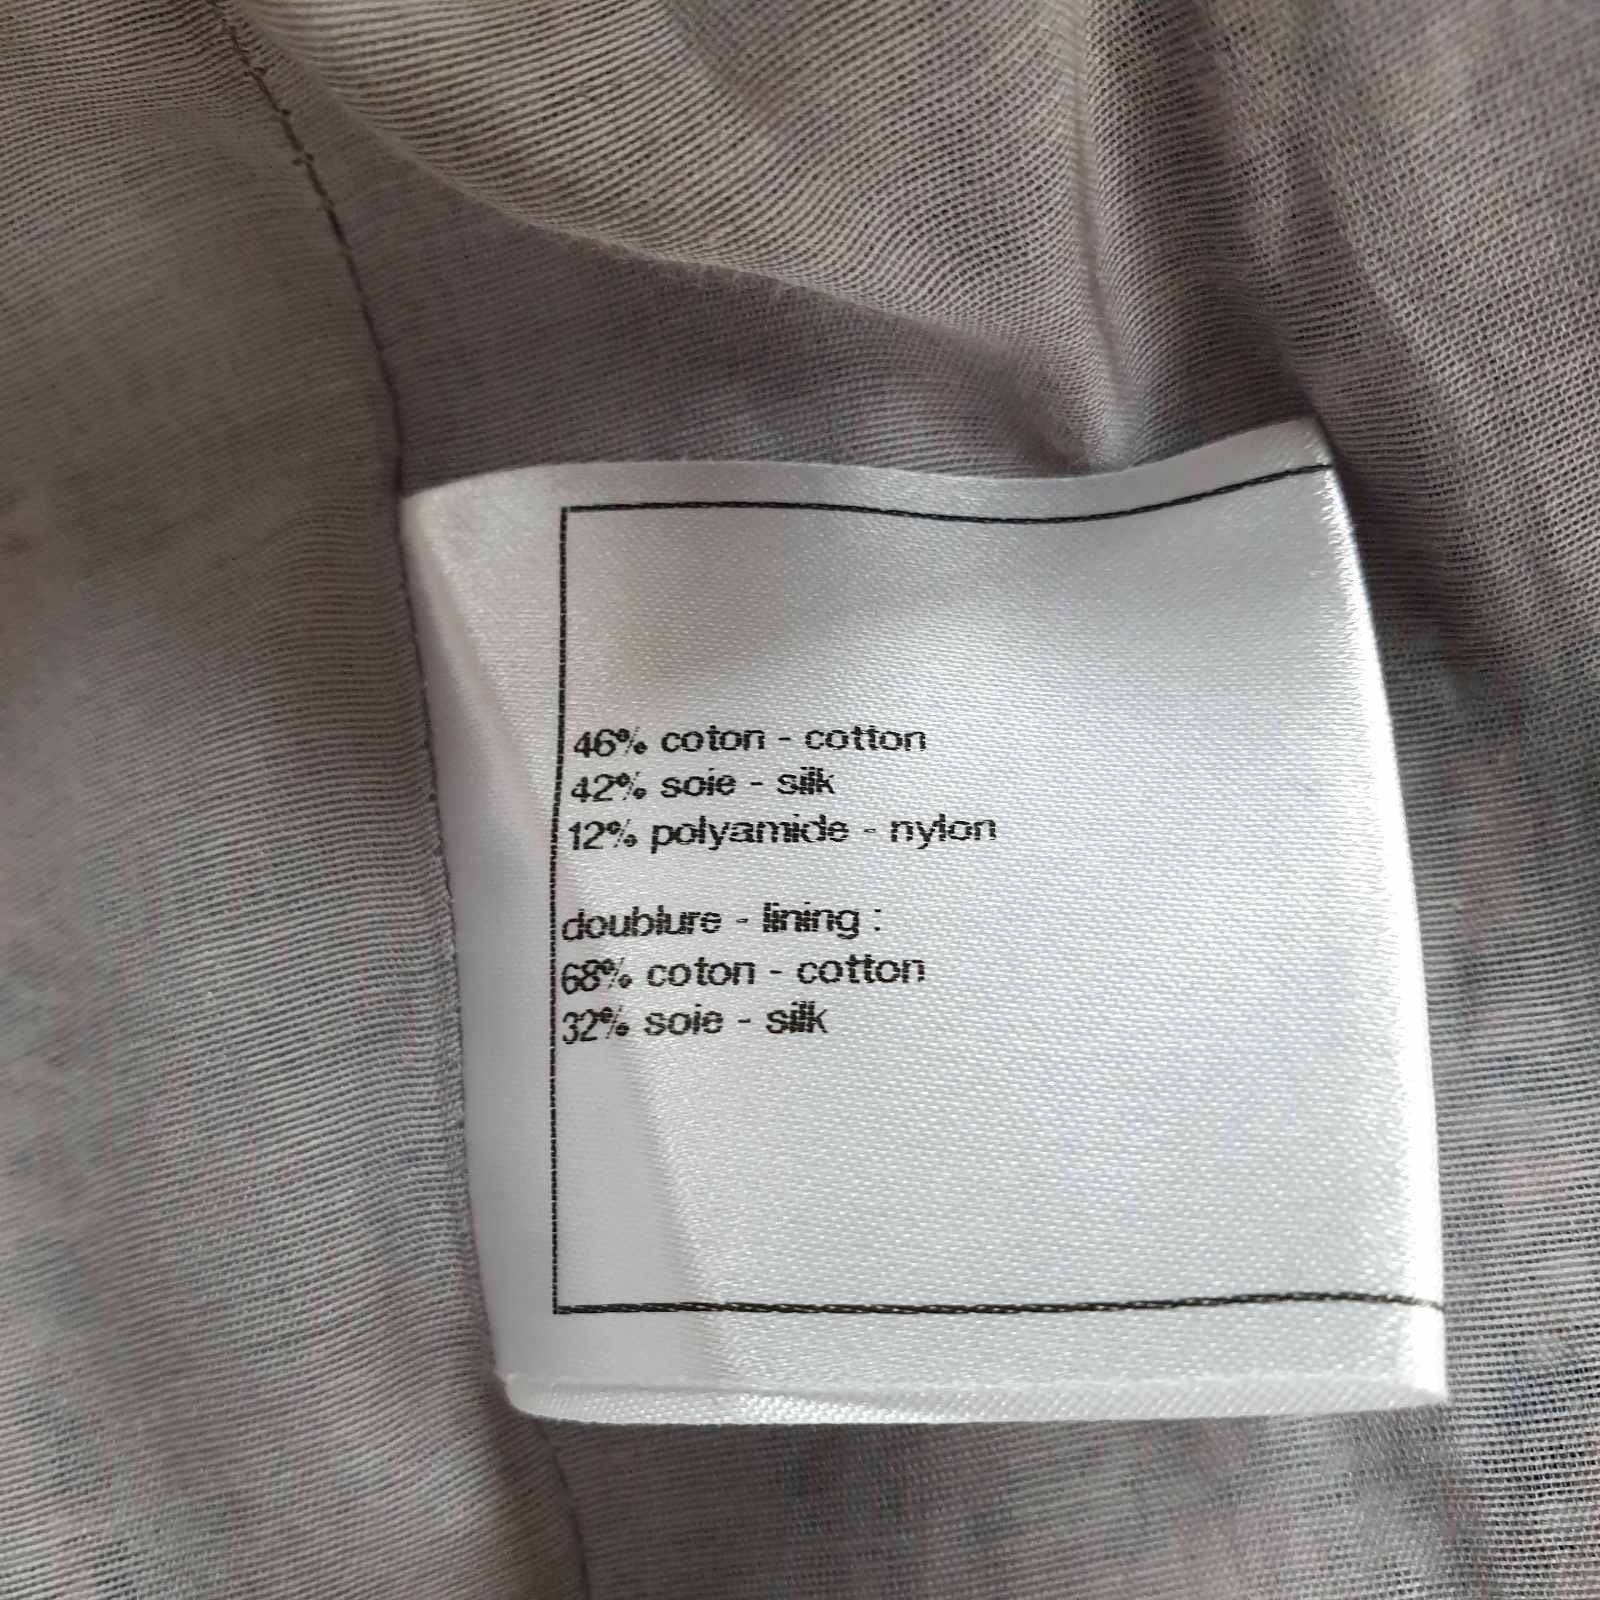 46% coton - cotton
42% soie - silk
12% polyamide - nylon
doublure - lining :
68% coton - cotton
32% soie - silk